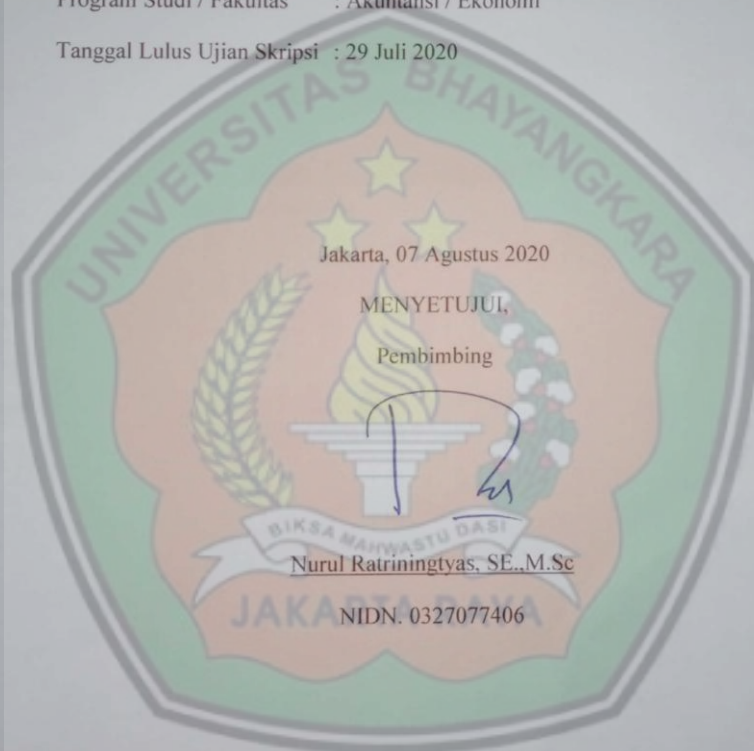 Program Studi / Fakultas : Akuntansi / Ekonomi
Tanggal Lulus Ujian Skripsi : 29 Juli 2020
UNIVERSITAS BHAYANGKARA
Jakarta, 07 Agustus 2020
MENYETUJUI,
Pembimbing
BIKSA MAHWASTU DASI
Nurul Ratriningtyas, SE.,M.Sc
JAKARTA RAYA
NIDN. 0327077406